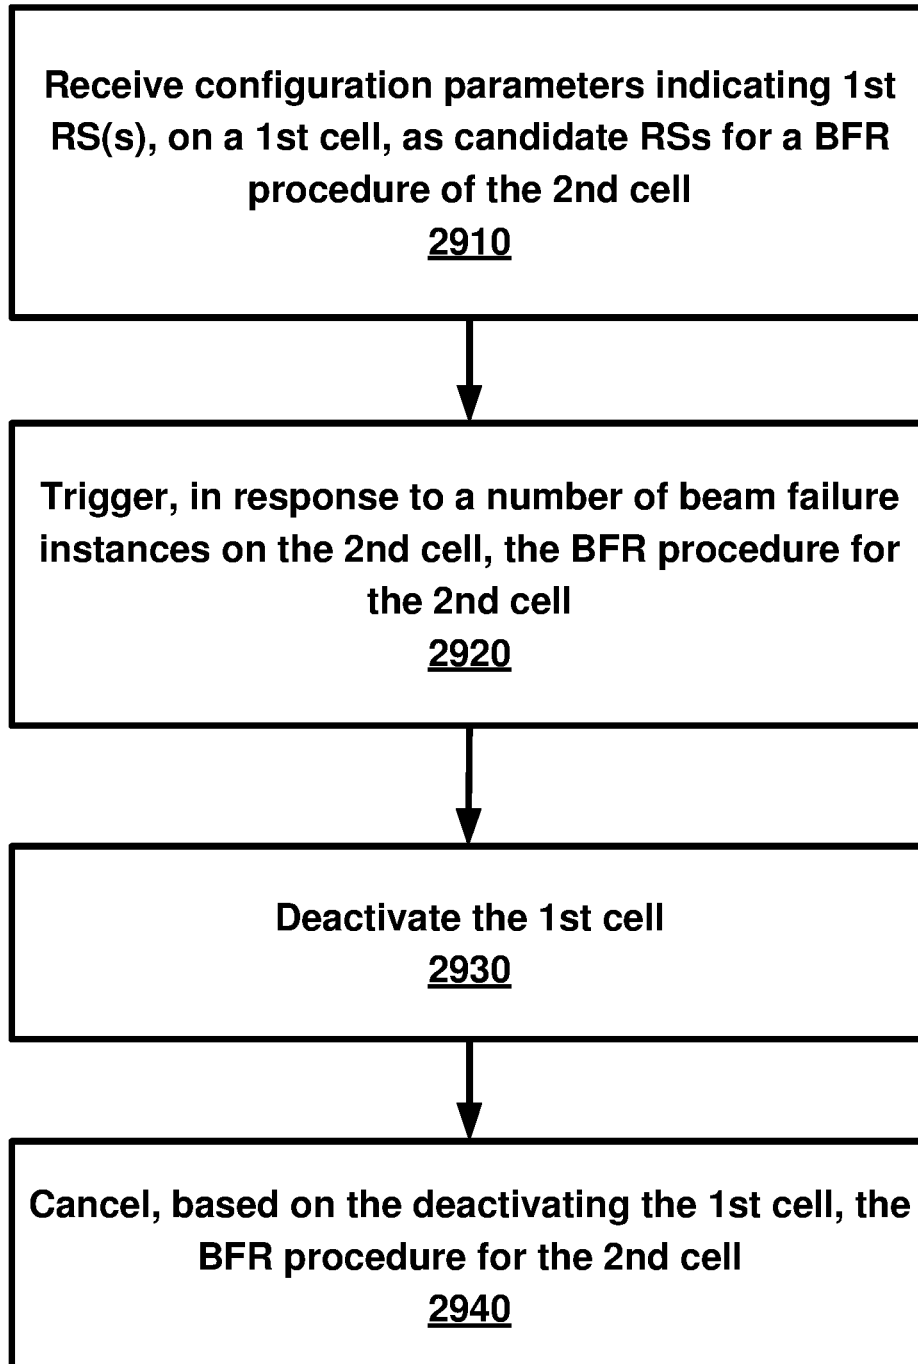 Receive configuration parameters indicating 1st
RS(s), on a 1st cell, as candidate RSs for a BFR
procedure of the 2nd cell
2910
Trigger, in response to a number of beam failure
instances on the 2nd cell, the BFR procedure for
the 2nd cell
2920
Deactivate the 1st cell
2930
Cancel, based on the deactivating the 1st cell, the
BFR procedure for the 2nd cell
2940